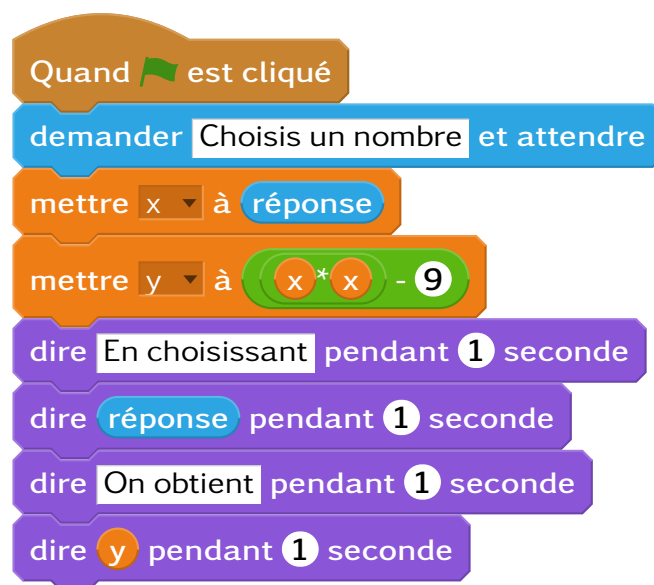 Quand est cliqué
demander Choisis un nombre et attendre
mettre x à réponse
mettre y à x * x - 9
dire En choisissant pendant 1 seconde
dire réponse pendant 1 seconde
dire On obtient pendant 1 seconde
dire y pendant 1 seconde